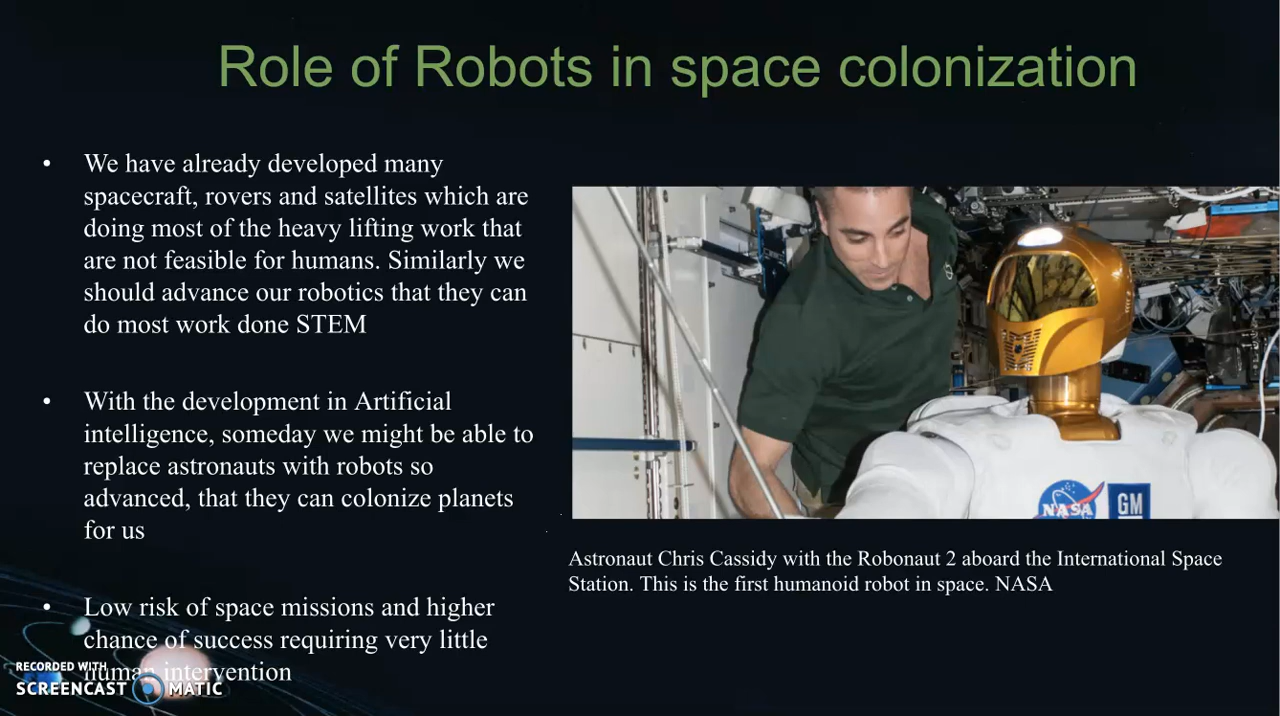 Role of Robots in space colonization
• We have already developed many
spacecraft, rovers and satellites which are
doing most of the heavy lifting work that
are not feasible for humans. Similarly we
should advance our robotics that they can
do most work done STEM
• With the development in Artificial
intelligence, someday we might be able to
replace astronauts with robots so
advanced, that they can colonize planets
for us
• Low risk of space missions and higher
chance of success requiring very little
human intervention
NASA
GM
Astronaut Chris Cassidy with the Robonaut 2 aboard the International Space
Station. This is the first humanoid robot in space. NASA
RECORDED WITH
SCREENCAST MATIC